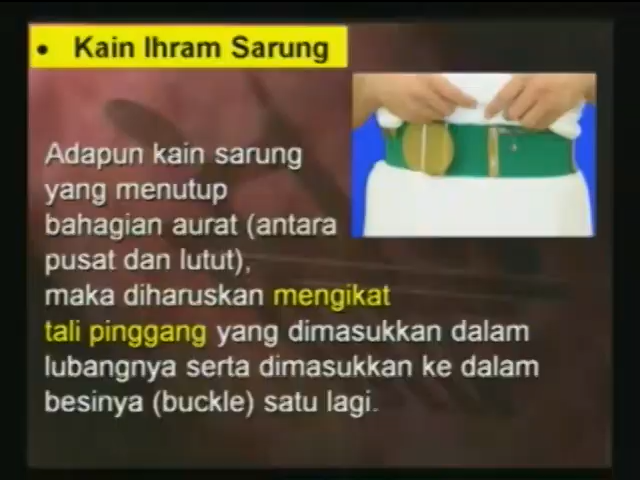 • Kain Ihram Sarung
Adapun kain sarung
yang menutup
bahagian aurat (antara
pusat dan lutut),
maka diharuskan mengikat
tali pinggang yang dimasukkan dalam
lubangnya serta dimasukkan ke dalam
besinya (buckle) satu lagi.